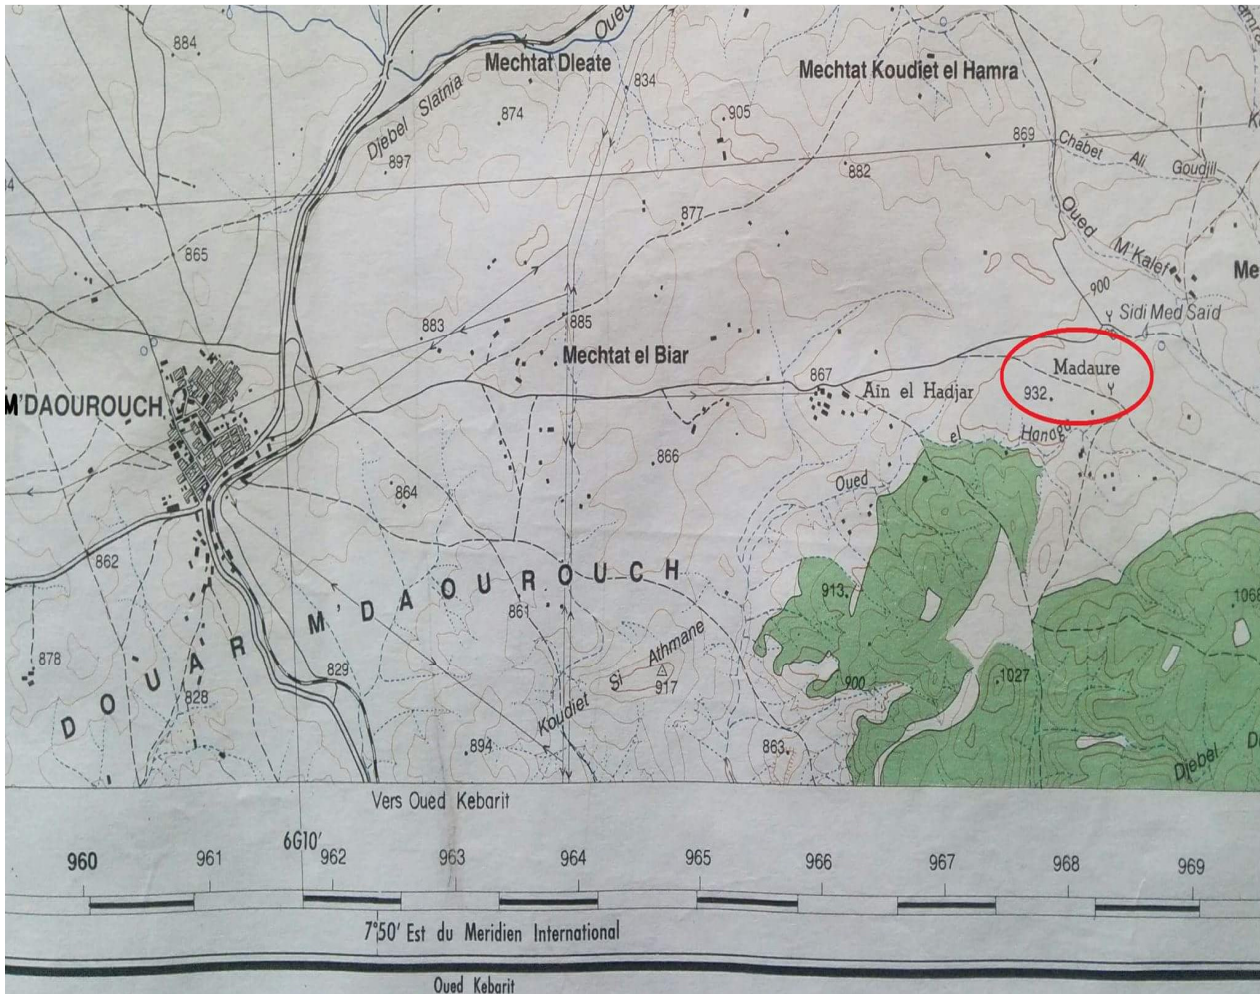 884
Oued
Mechtat Dleate
834
Mechtat Koudiet el Hamra
Djebel Slatnia
874
905
897
869
Chabet Ali Goudjil
882
877
Oued M'Kalef
865
Me
900
883
885
Sidi Med Saïd
Mechtat el Biar
867
Madaure
M'DAOUROUCH
Aïn el Hadjar
932
Oued el Hanaga
866
864
862
DOUAR M'DAOUROUCH
913
861
1068
878
829
Koudiet Si Athmane
917
900
1027
828
894
863
Djebel
Vers Oued Kebarit
6G10'
960 961 962 963 964 965 966 967 968 969
7°50' Est du Meridien International
Oued Kebarit